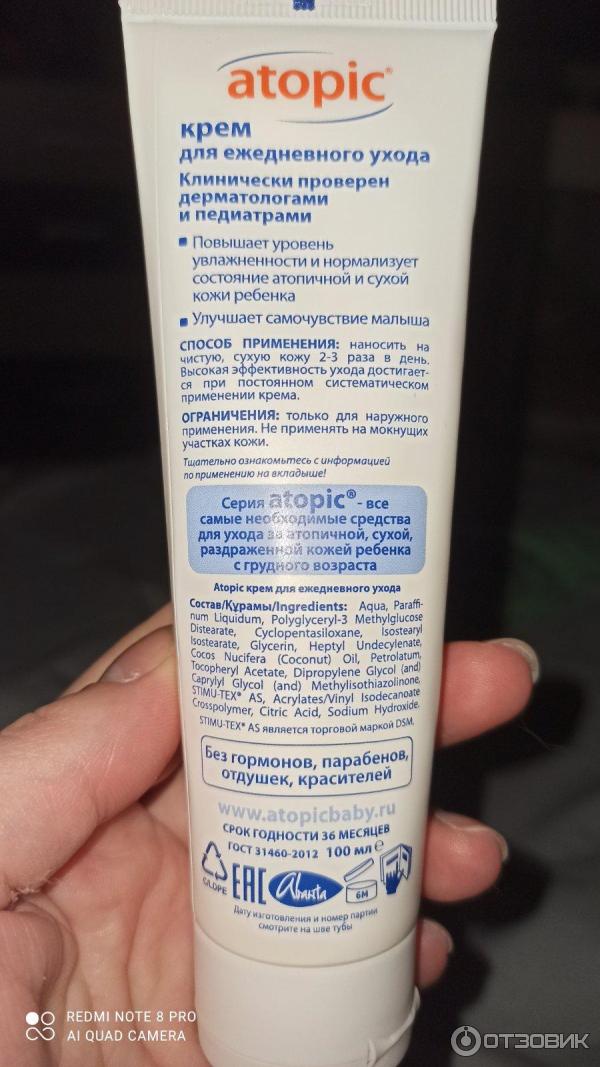 atopic®
крем
для ежедневного ухода
Клинически проверен
дерматологами
и педиатрами
Повышает уровень
увлажненности и нормализует
состояние атопичной и сухой
кожи ребенка
Улучшает самочувствие малыша
СПОСОБ ПРИМЕНЕНИЯ: наносить на
чистую, сухую кожу 2-3 раза в день.
Высокая эффективность ухода достигает-
ся при постоянном систематическом
применении крема.
ОГРАНИЧЕНИЯ: только для наружного
применения. Не применять на мокнущих
участках кожи.
Тщательно ознакомьтесь с информацией
по применению на вкладыше!
Серия atopic® - все
самые необходимые средства
для ухода за атопичной, сухой,
раздраженной кожей ребенка
с грудного возраста
Atopic крем для ежедневного ухода
Состав/Құрамы/Ingredients: Aqua, Paraffi-
num Liquidum, Polyglyceryl-3 Methylglucose
Distearate, Cyclopentasiloxane, Isostearyl
Isostearate, Glycerin, Heptyl Undecylenate,
Cocos Nucifera (Coconut) Oil, Petrolatum,
Tocopheryl Acetate, Dipropylene Glycol (and)
Caprylyl Glycol (and) Methylisothiazolinone,
STIMU-TEX® AS, Acrylates/Vinyl Isodecanoate
Crosspolymer, Citric Acid, Sodium Hydroxide.
STIMU-TEX® AS является торговой маркой DSM.
Без гормонов, парабенов,
отдушек, красителей
www.atopicbaby.ru
СРОК ГОДНОСТИ 36 МЕСЯЦЕВ
ГОСТ 31460-2012 100 мл ℮
C/LDPE
EAC
Аванта
6M
Дату изготовления и номер партии
смотрите на шве тубы
REDMI NOTE 8 PRO
AI QUAD CAMERA
ОТЗОВИК